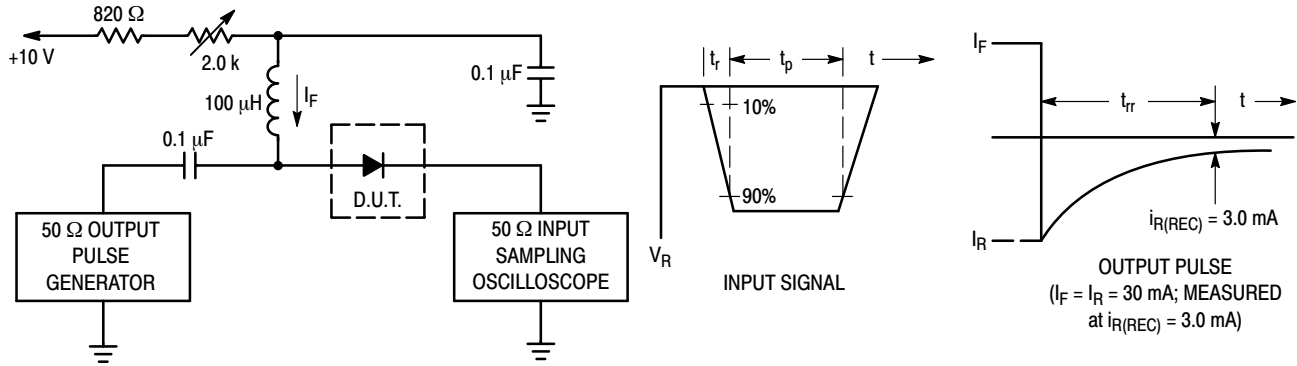 820 Ω
+10 V
2.0 k
100 μH
I_F
0.1 μF
0.1 μF
D.U.T.
50 Ω OUTPUT
PULSE
GENERATOR
50 Ω INPUT
SAMPLING
OSCILLOSCOPE
t_r
t_p
t
10%
90%
V_R
INPUT SIGNAL
I_F
t_rr
t
I_R
i_R(REC) = 3.0 mA
OUTPUT PULSE
(I_F = I_R = 30 mA; MEASURED
at i_R(REC) = 3.0 mA)